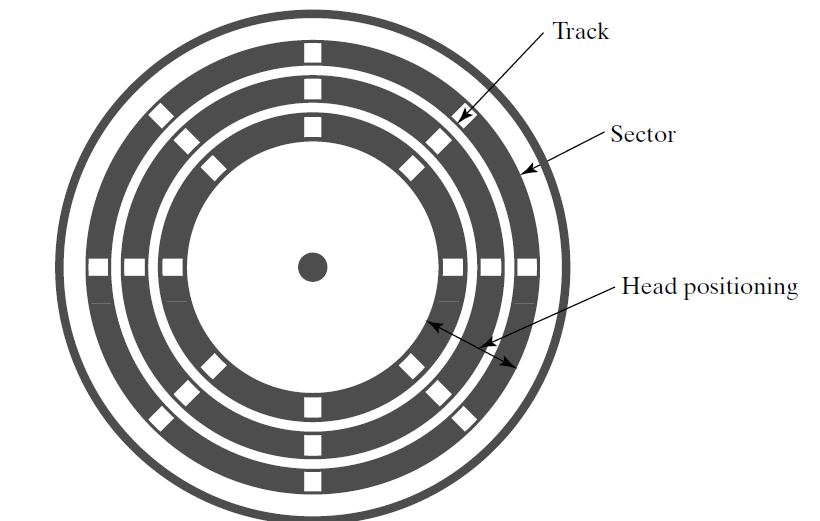 Track
Sector
Head positioning